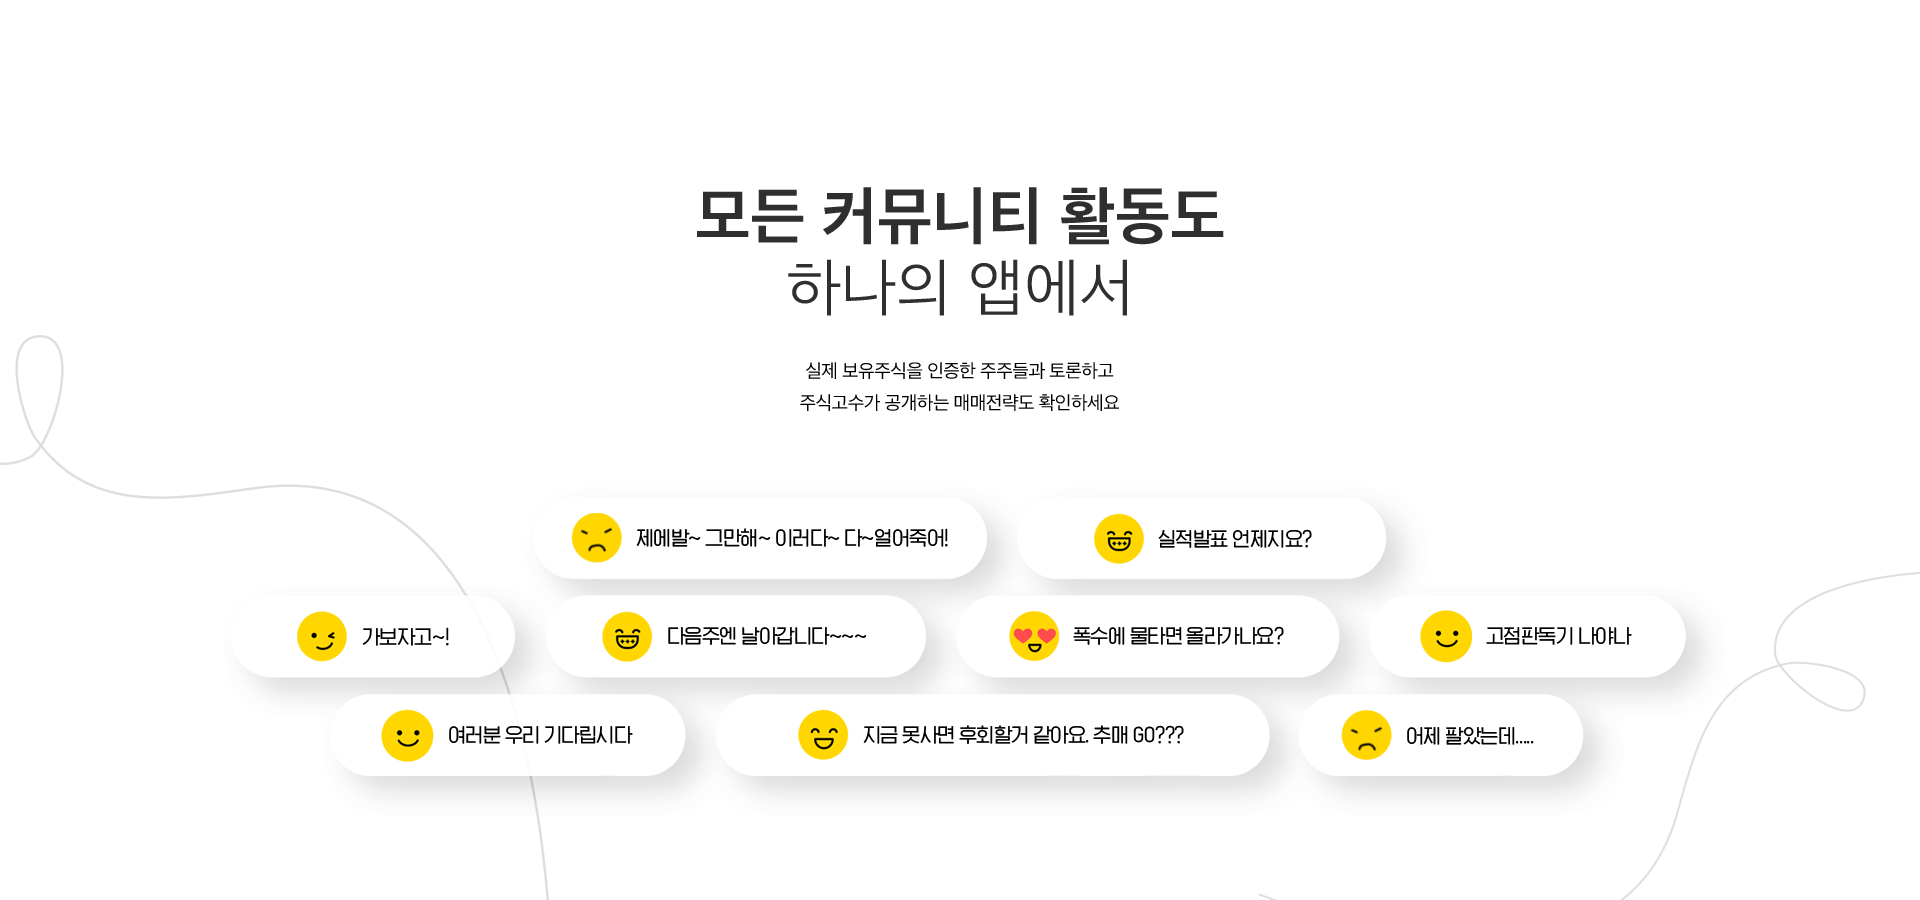 모든 커뮤니티 활동도
하나의 앱에서
실제 보유주식을 인증한 주주들과 토론하고
주식고수가 공개하는 매매전략도 확인하세요
제에발~ 그만해~ 이러다~ 다~얼어죽어!
실적발표 언제지요?
가보자고~!
다음주엔 날아갑니다~~~
폭수에 물타면 올라가나요?
고점판독기 나야나
여러분 우리 기다립시다
지금 못사면 후회할거 같아요. 추매 GO???
어제 팔았는데.....